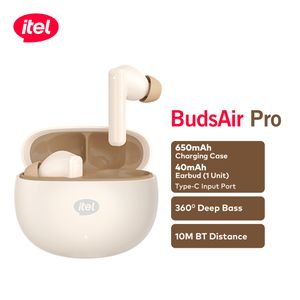 itel
BudsAir Pro
650mAh
Charging Case
40mAh
Earbud (1 Unit)
Type-C Input Port
360° Deep Bass
10M BT Distance
itel